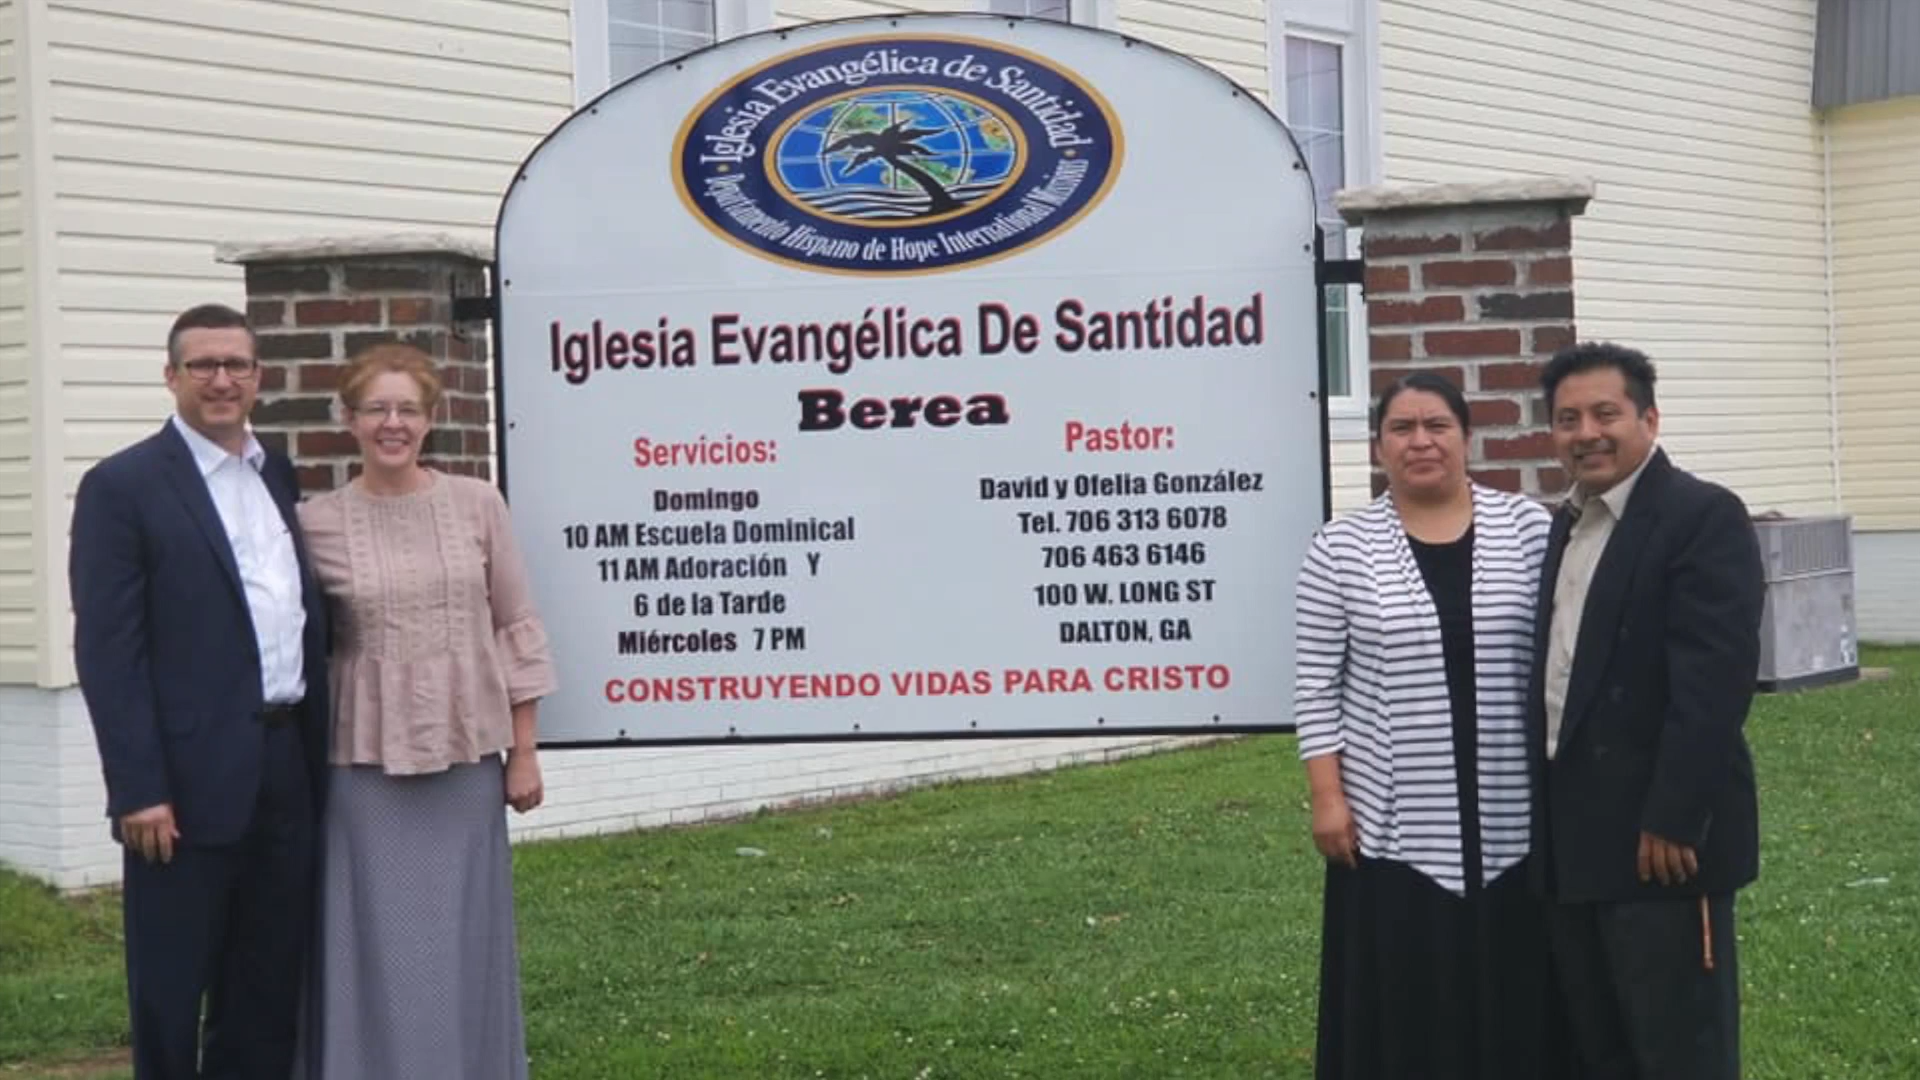 Iglesia Evangélica de Santidad
Departamento Hispano de Hope International Missions
Iglesia Evangélica De Santidad
Berea
Servicios:
Domingo
10 AM Escuela Dominical
11 AM Adoración Y
6 de la Tarde
Miércoles 7 PM
Pastor:
David y Ofelia González
Tel. 706 313 6078
706 463 6146
100 W. LONG ST
DALTON, GA
CONSTRUYENDO VIDAS PARA CRISTO